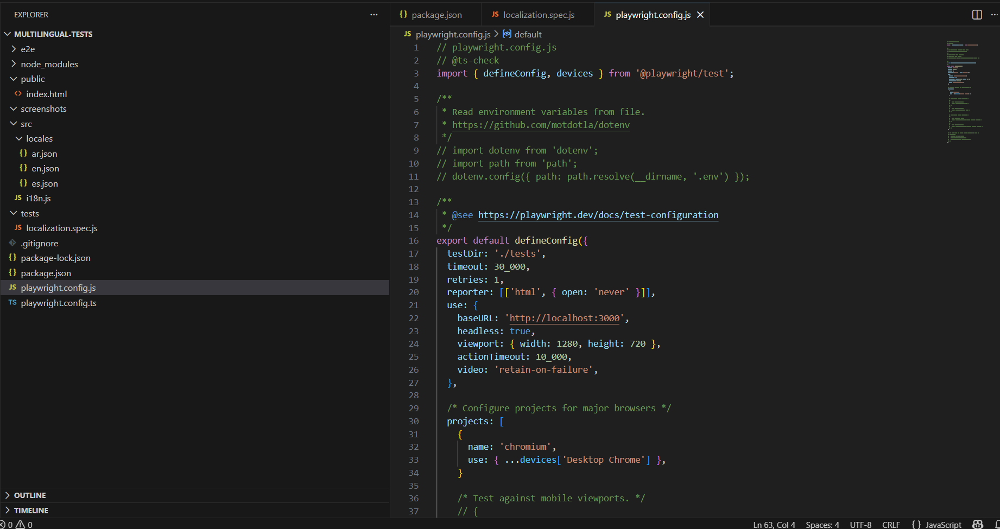 EXPLORER
MULTILINGUAL-TESTS
e2e
node_modules
public
<> index.html
screenshots
src
locales
{} ar.json
{} en.json
{} es.json
JS i18n.js
tests
JS localization.spec.js
.gitignore
{} package-lock.json
{} package.json
JS playwright.config.js
TS playwright.config.ts
OUTLINE
TIMELINE
{} package.json
JS localization.spec.js
JS playwright.config.js
JS playwright.config.js > default
1 // playwright.config.js
2 // @ts-check
3 import { defineConfig, devices } from '@playwright/test';
4
5 /**
6 * Read environment variables from file.
7 * https://github.com/motdotla/dotenv
8 */
9 // import dotenv from 'dotenv';
10 // import path from 'path';
11 // dotenv.config({ path: path.resolve(__dirname, '.env') });
12
13 /**
14 * @see https://playwright.dev/docs/test-configuration
15 */
16 export default defineConfig({
17 testDir: './tests',
18 timeout: 30_000,
19 retries: 1,
20 reporter: [['html', { open: 'never' }]],
21 use: {
22 baseURL: 'http://localhost:3000',
23 headless: true,
24 viewport: { width: 1280, height: 720 },
25 actionTimeout: 10_000,
26 video: 'retain-on-failure',
27 },
28
29 /* Configure projects for major browsers */
30 projects: [
31 {
32 name: 'chromium',
33 use: { ...devices['Desktop Chrome'] },
34 }
35
36 /* Test against mobile viewports. */
37 // {
0 0
Ln 63, Col 4 Spaces: 4 UTF-8 CRLF {} JavaScript